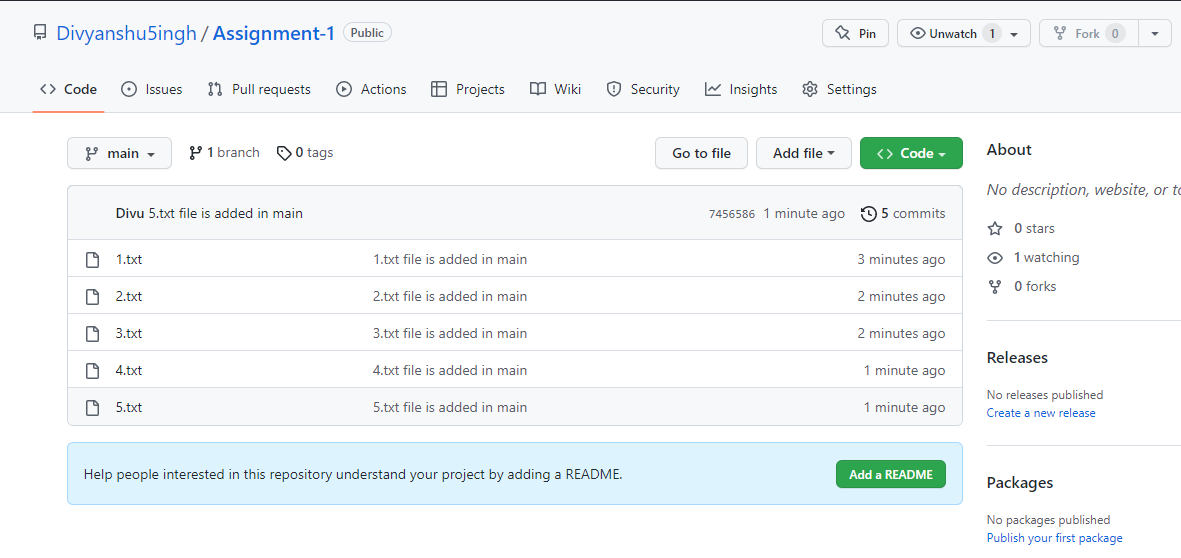 Divyanshu5ingh / Assignment-1 Public
Pin Unwatch 1 Fork 0
Code Issues Pull requests Actions Projects Wiki Security Insights Settings
main 1 branch 0 tags Go to file Add file Code
Divu 5.txt file is added in main 7456586 1 minute ago 5 commits
1.txt 1.txt file is added in main 3 minutes ago
2.txt 2.txt file is added in main 2 minutes ago
3.txt 3.txt file is added in main 2 minutes ago
4.txt 4.txt file is added in main 1 minute ago
5.txt 5.txt file is added in main 1 minute ago
Help people interested in this repository understand your project by adding a README. Add a README
About
No description, website, or
0 stars
1 watching
0 forks
Releases
No releases published
Create a new release
Packages
No packages published
Publish your first package